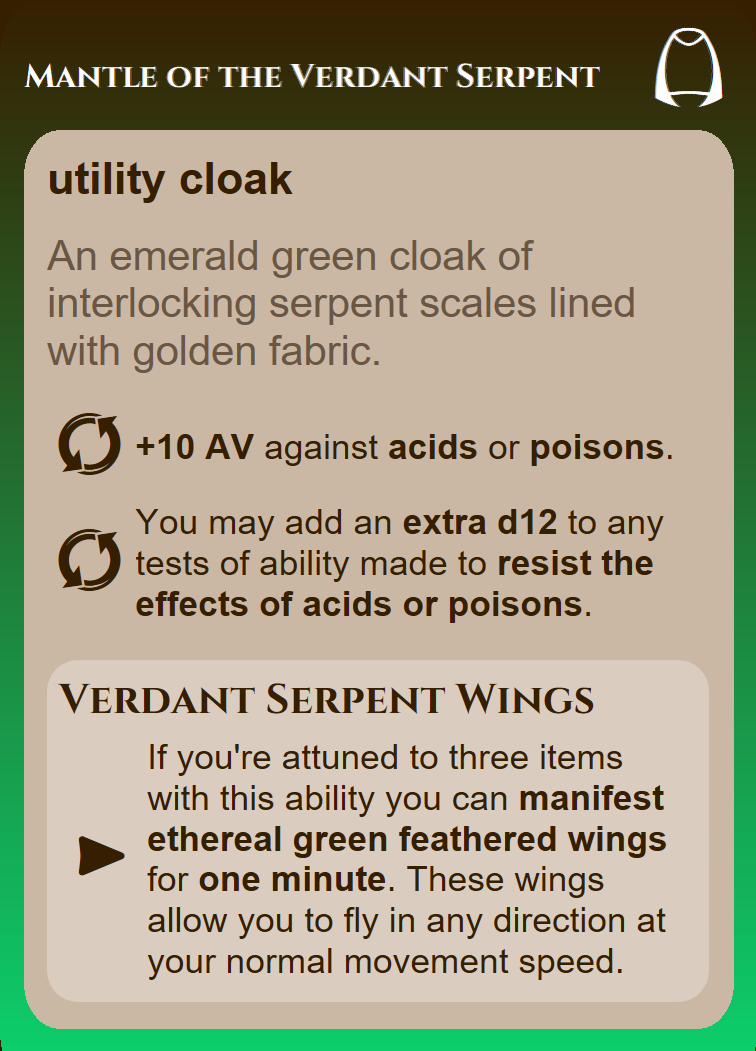 Mantle of the Verdant Serpent
utility cloak
An emerald green cloak of
interlocking serpent scales lined
with golden fabric.
+10 AV against acids or poisons.
You may add an extra d12 to any
tests of ability made to resist the
effects of acids or poisons.
Verdant Serpent Wings
If you're attuned to three items
with this ability you can manifest
ethereal green feathered wings
for one minute. These wings
allow you to fly in any direction at
your normal movement speed.